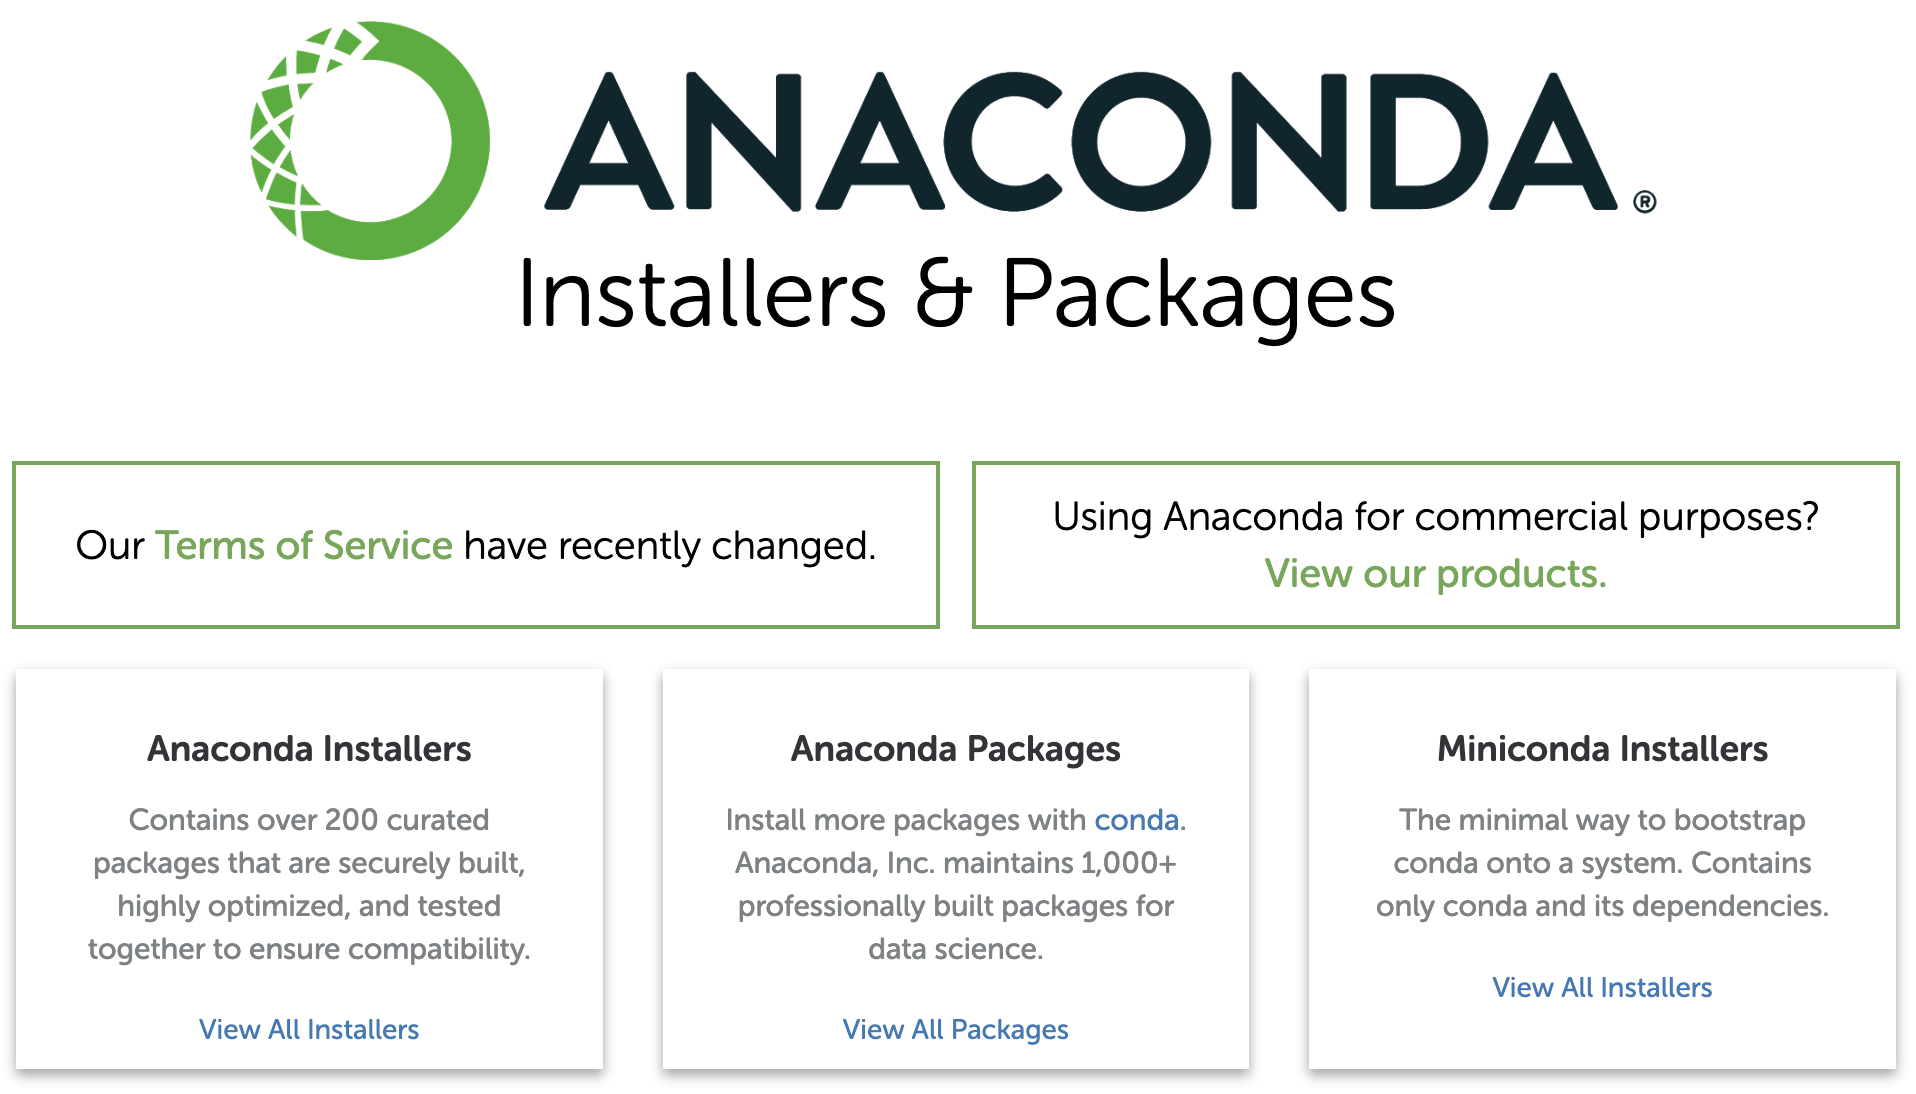 ANACONDA®
Installers & Packages
Our Terms of Service have recently changed.
Using Anaconda for commercial purposes?
View our products.
Anaconda Installers
Contains over 200 curated
packages that are securely built,
highly optimized, and tested
together to ensure compatibility.
View All Installers
Anaconda Packages
Install more packages with conda.
Anaconda, Inc. maintains 1,000+
professionally built packages for
data science.
View All Packages
Miniconda Installers
The minimal way to bootstrap
conda onto a system. Contains
only conda and its dependencies.
View All Installers